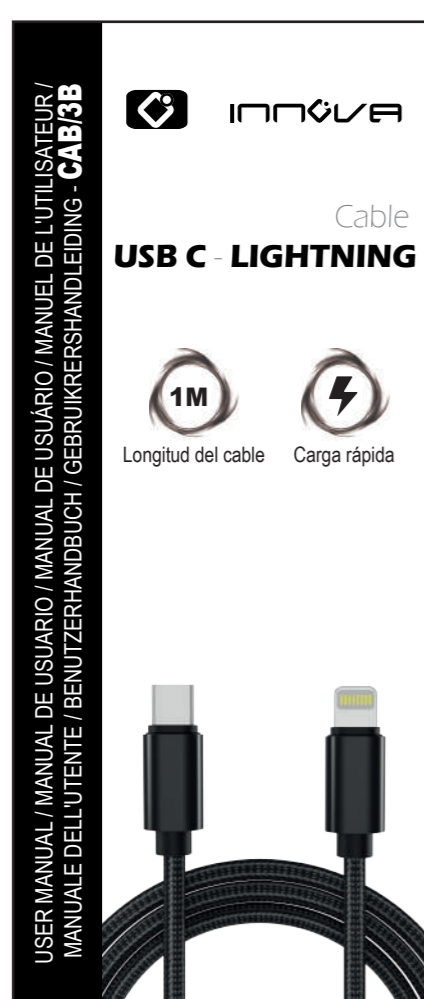 USER MANUAL / MANUAL DE USUARIO / MANUAL DE USUÁRIO / MANUEL DE L'UTILISATEUR /
MANUALE DELL'UTENTE / BENUTZERHANDBUCH / GEBRUIKRERSHANDLEIDING - CAB/3B
INNOVA
Cable
USB C - LIGHTNING
1M
Longitud del cable
Carga rápida